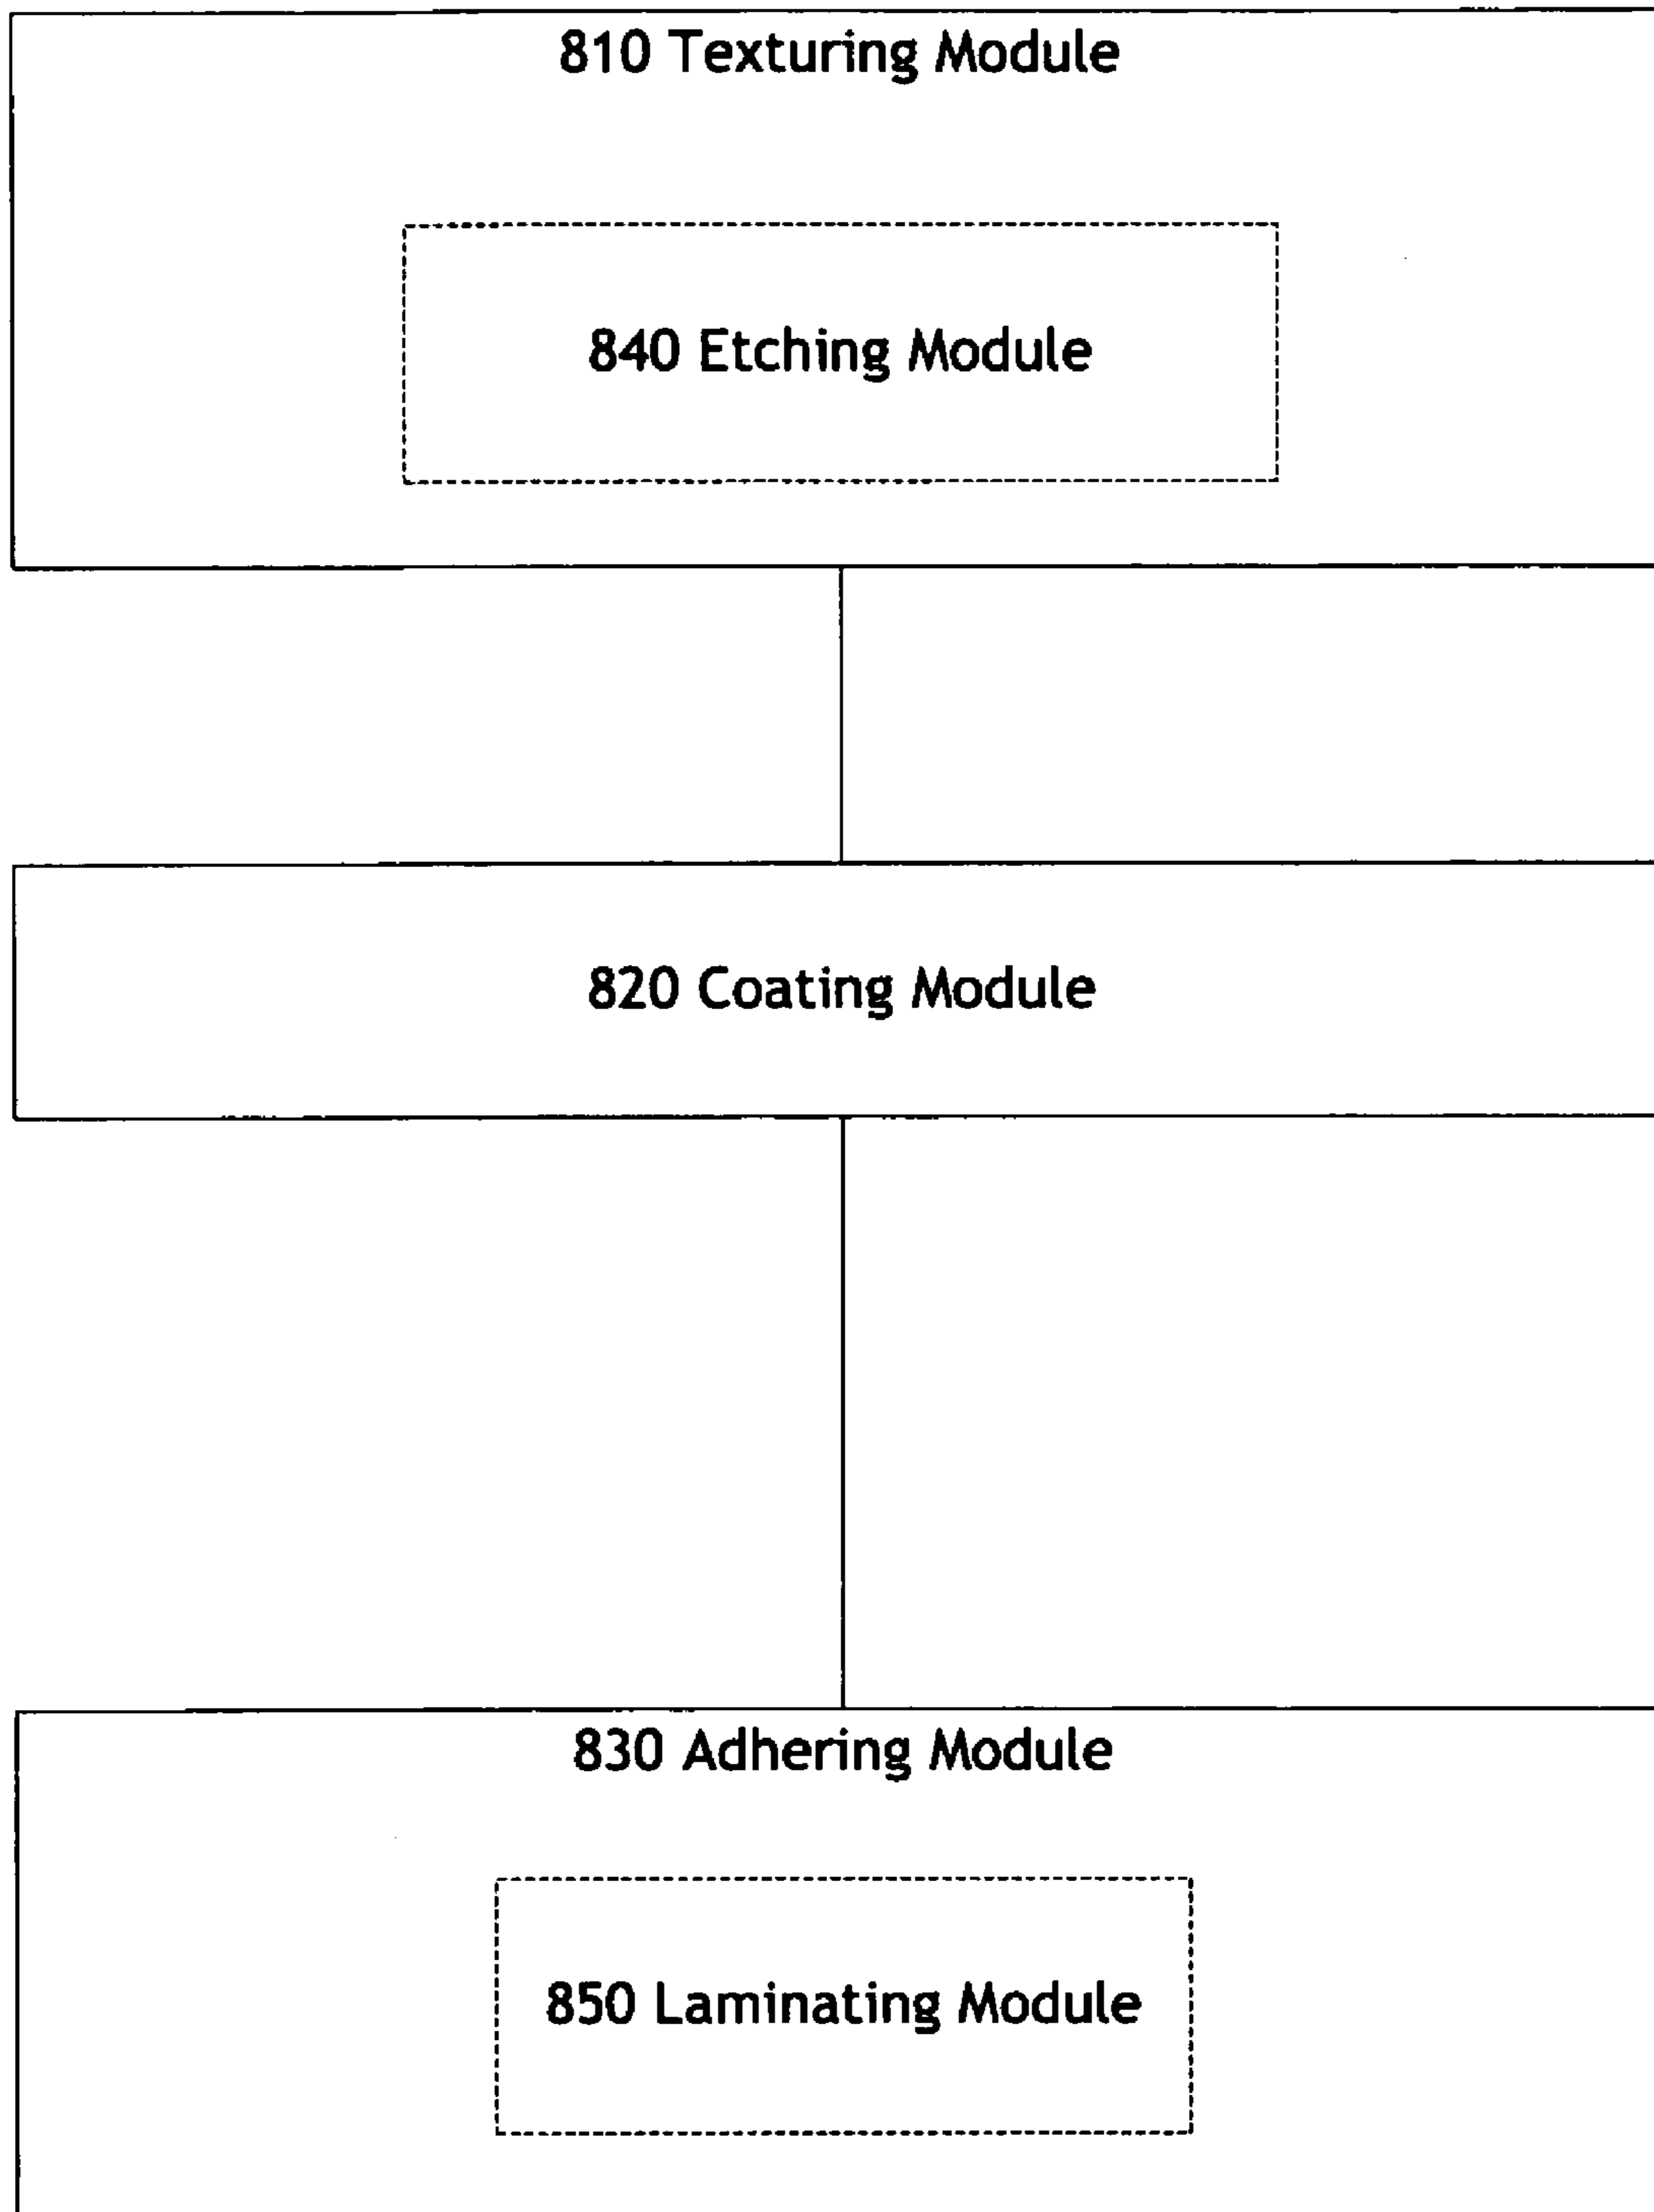 810 Texturing Module
840 Etching Module
820 Coating Module
830 Adhering Module
850 Laminating Module